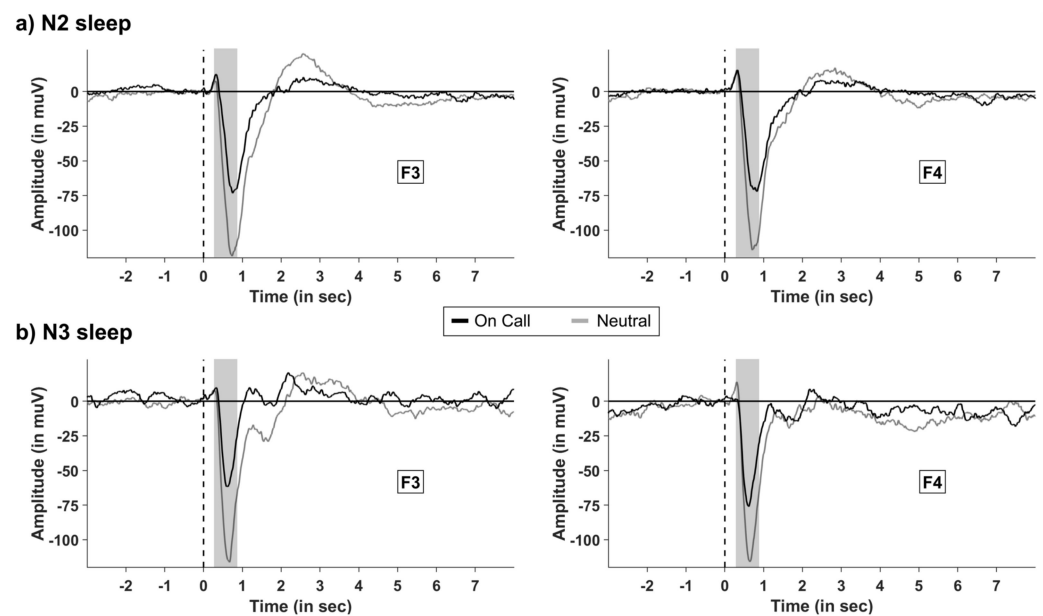 a) N2 sleep
0
-25
-50
-75
-100
Amplitude (in muV)
F3
-2 -1 0 1 2 3 4 5 6 7
Time (in sec)
0
-25
-50
-75
-100
Amplitude (in muV)
F4
-2 -1 0 1 2 3 4 5 6 7
Time (in sec)
On Call Neutral
b) N3 sleep
0
-25
-50
-75
-100
Amplitude (in muV)
F3
-2 -1 0 1 2 3 4 5 6 7
Time (in sec)
0
-25
-50
-75
-100
Amplitude (in muV)
F4
-2 -1 0 1 2 3 4 5 6 7
Time (in sec)